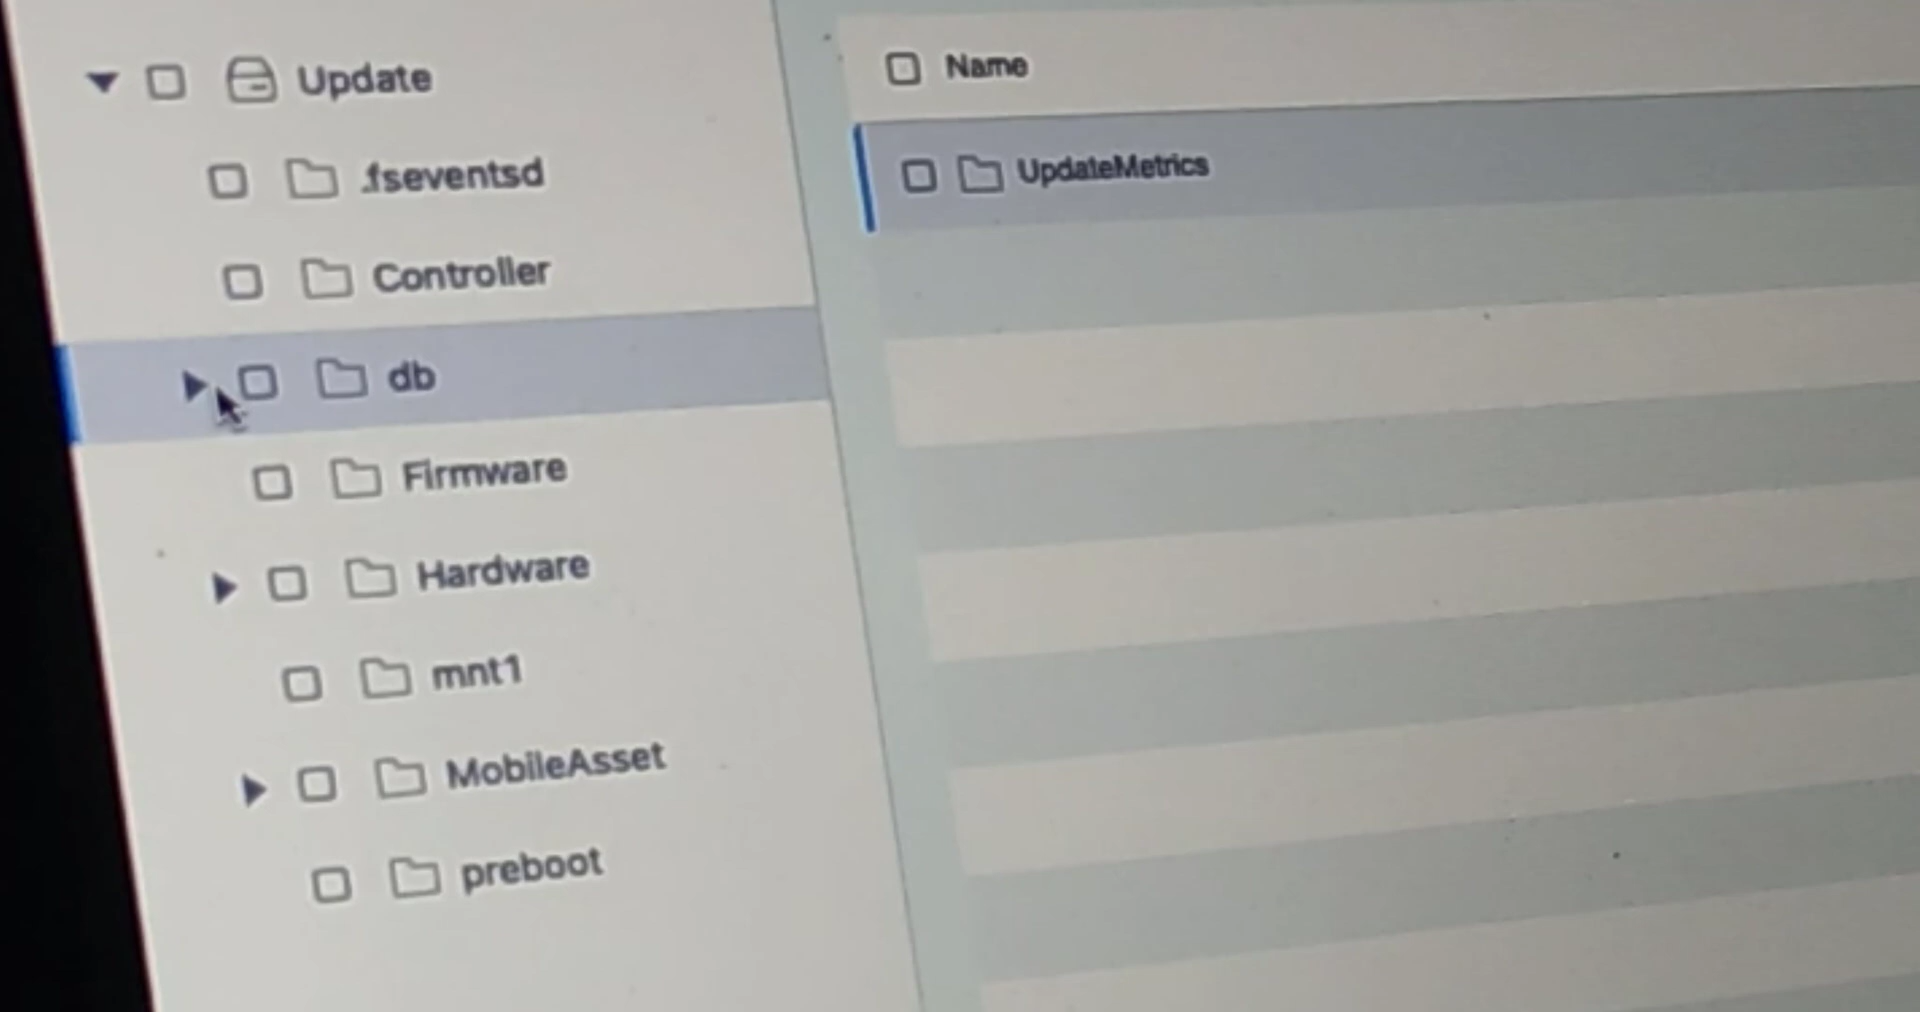 Update
.fseventsd
Controller
db
Firmware
Hardware
mnt1
MobileAsset
preboot
Name
UpdateMetrics